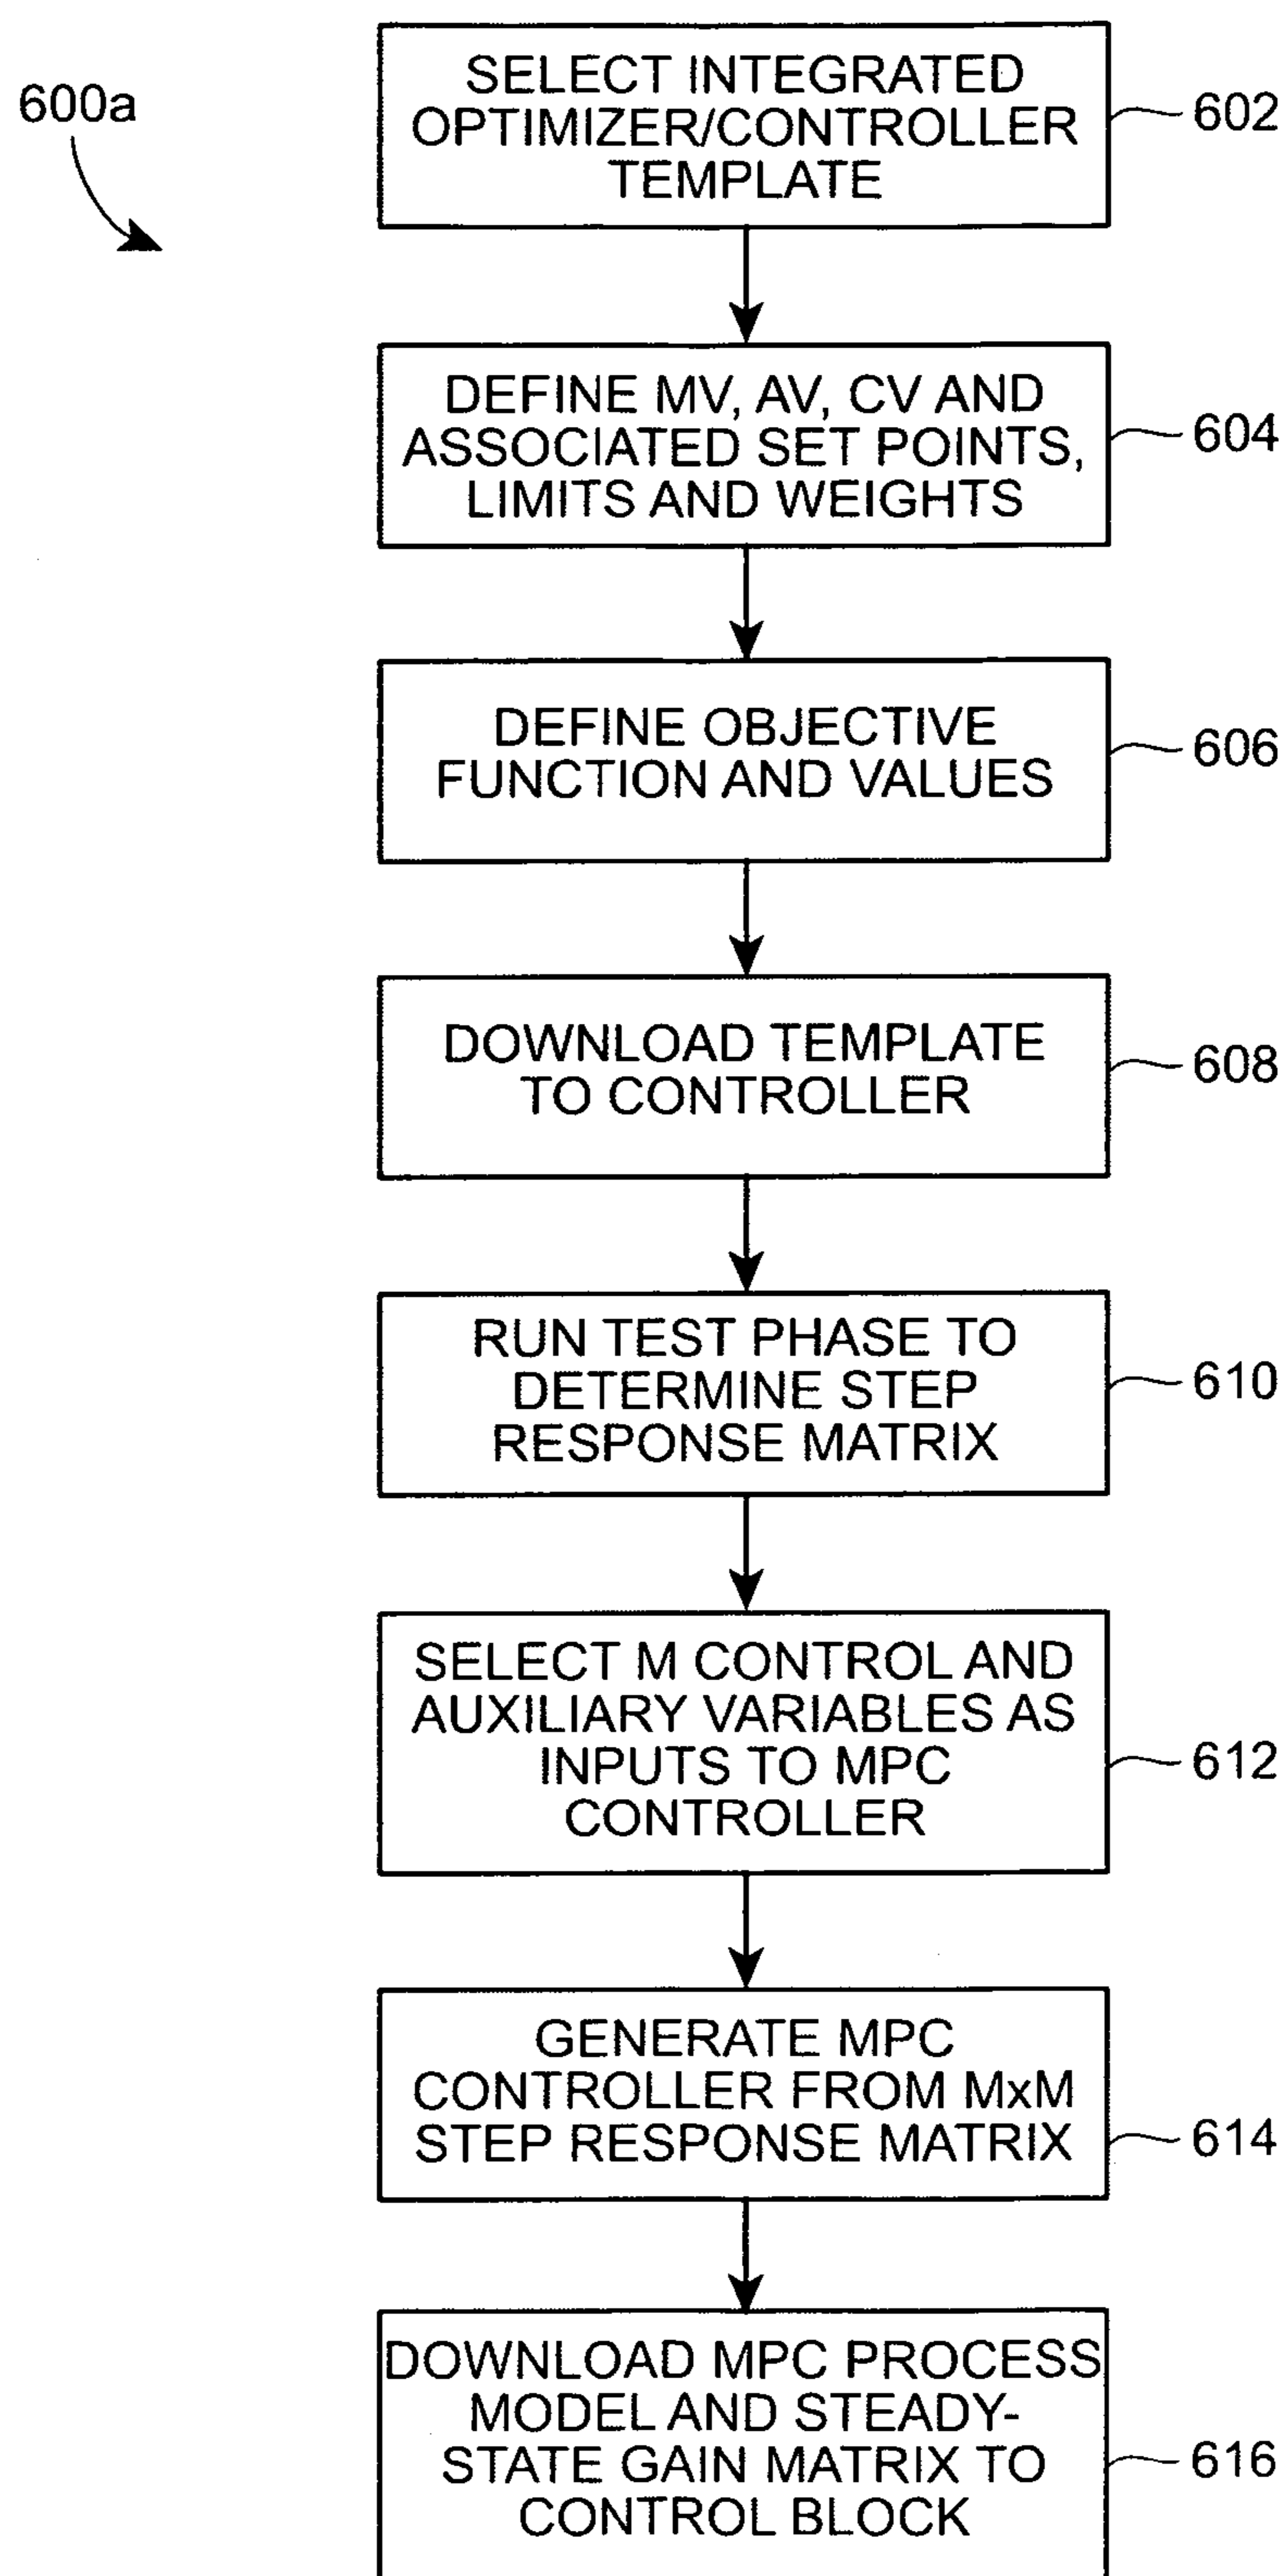 600a
SELECT INTEGRATED
OPTIMIZER/CONTROLLER
TEMPLATE
602
DEFINE MV, AV, CV AND
ASSOCIATED SET POINTS,
LIMITS AND WEIGHTS
604
DEFINE OBJECTIVE
FUNCTION AND VALUES
606
DOWNLOAD TEMPLATE
TO CONTROLLER
608
RUN TEST PHASE TO
DETERMINE STEP
RESPONSE MATRIX
610
SELECT M CONTROL AND
AUXILIARY VARIABLES AS
INPUTS TO MPC
CONTROLLER
612
GENERATE MPC
CONTROLLER FROM MxM
STEP RESPONSE MATRIX
614
DOWNLOAD MPC PROCESS
MODEL AND STEADY-
STATE GAIN MATRIX TO
CONTROL BLOCK
616